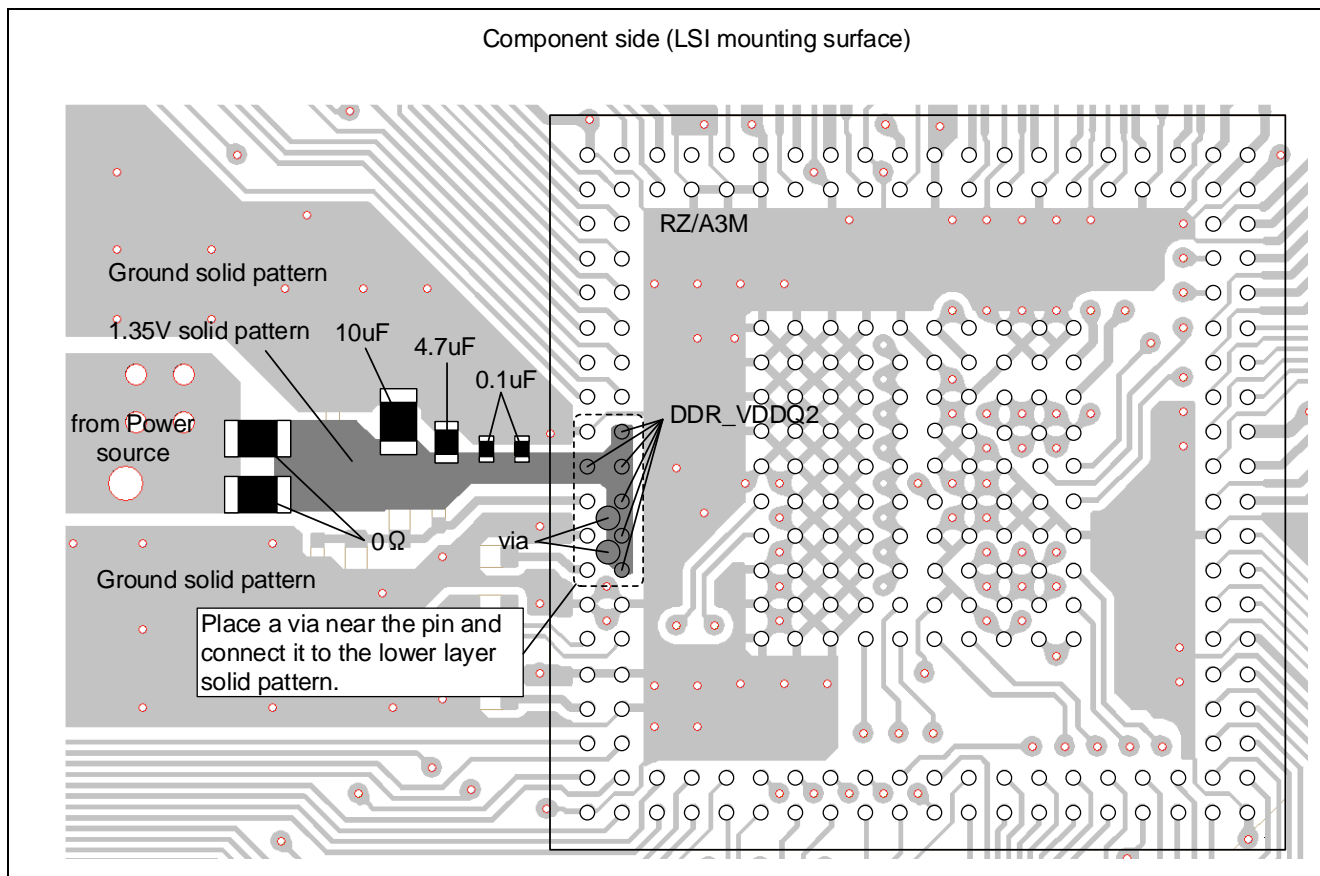 Component side (LSI mounting surface)
RZ/A3M
Ground solid pattern
1.35V solid pattern
10uF
4.7uF
0.1uF
DDR_VDDQ2
from Power
source
0Ω
via
Ground solid pattern
Place a via near the pin and
connect it to the lower layer
solid pattern.